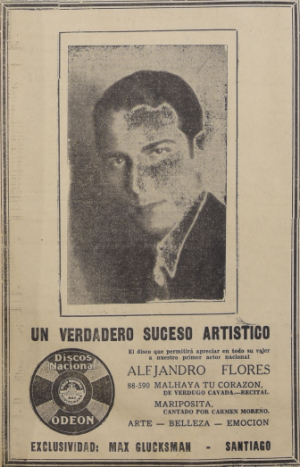 UN VERDADERO SUCESO ARTISTICO
Discos
Nacional
ODEON
El disco que permitirá apreciar en todo su vajer
a nuestro primer actor nacional
ALEJANDRO FLORES
88-590 MALHAYA TU CORAZON,
DE VERDUGO CAVADA.—RECITAL
MARIPOSITA,
CANTADO POR CARMEN MORENO.
ARTE - BELLEZA - EMOCION
EXCLUSIVIDAD: MAX GLUCKSMAN - SANTIAGO